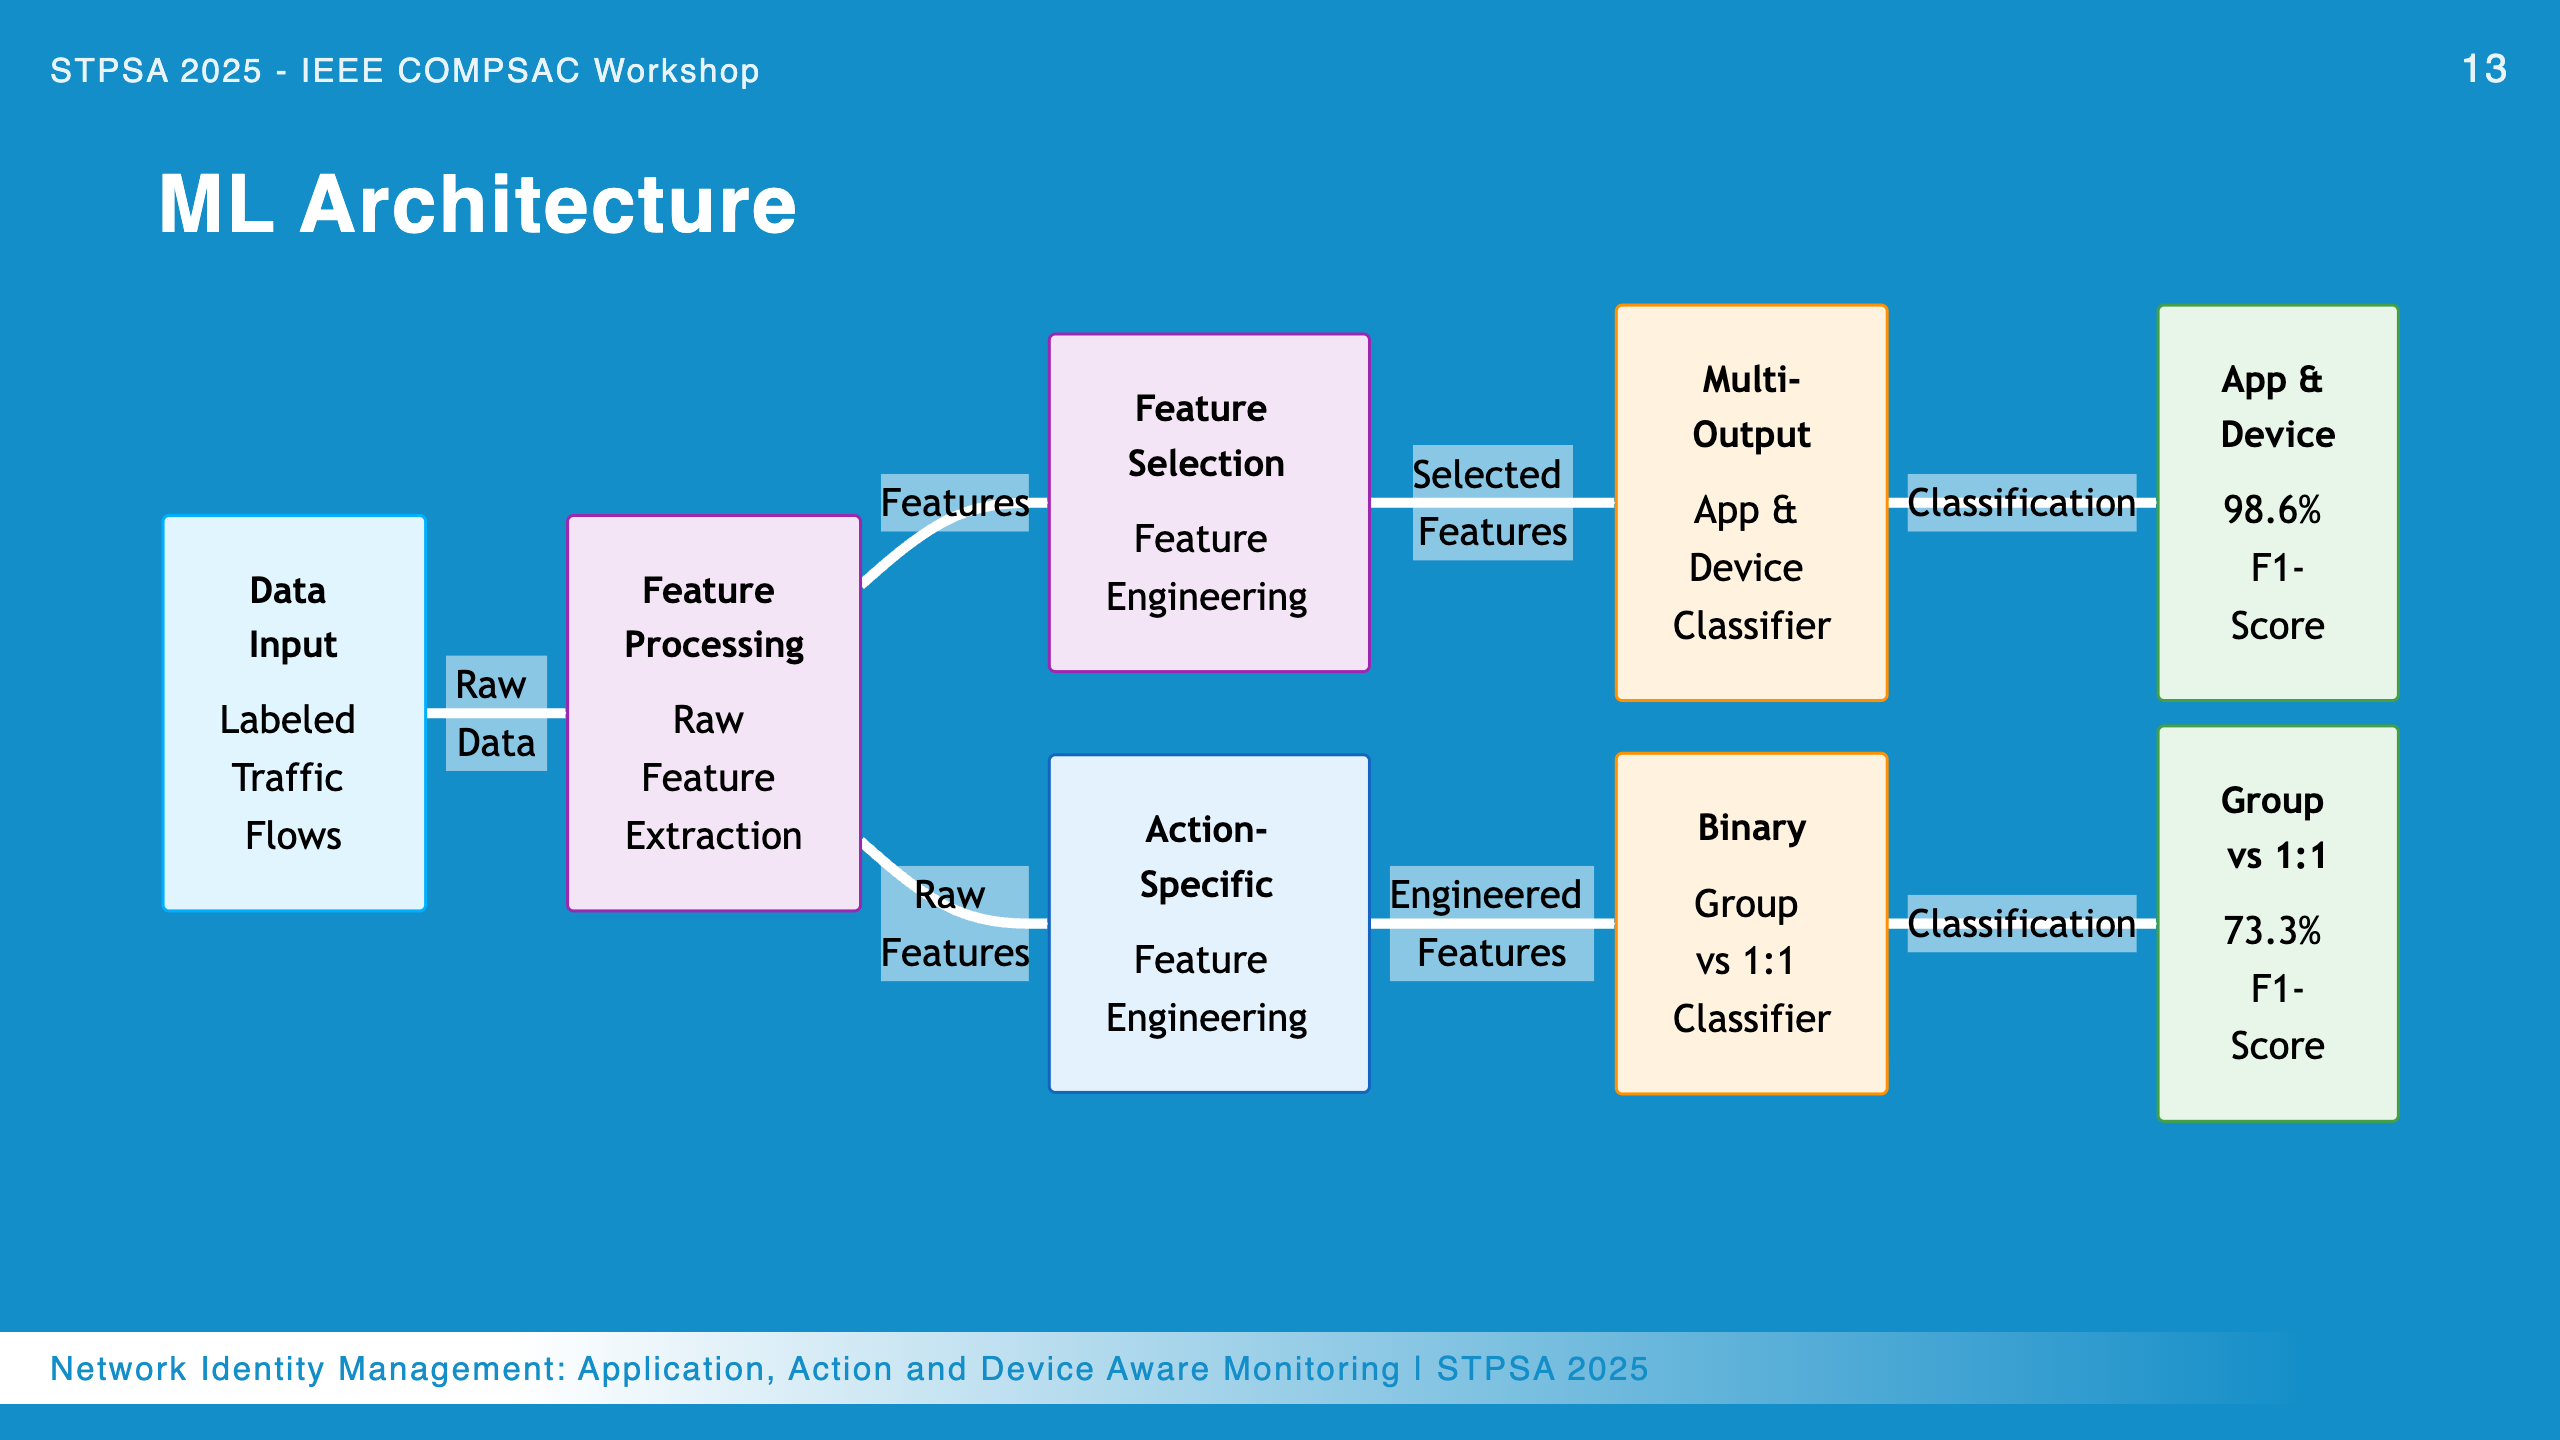 STPSA 2025 - IEEE COMPSAC Workshop
13
ML Architecture
Data
Input
Labeled
Traffic
Flows
Raw
Data
Feature
Processing
Raw
Feature
Extraction
Features
Feature
Selection
Feature
Engineering
Selected
Features
Multi-
Output
App &
Device
Classifier
Classification
App &
Device
98.6%
F1-
Score
Raw
Features
Action-
Specific
Feature
Engineering
Engineered
Features
Binary
Group
vs 1:1
Classifier
Classification
Group
vs 1:1
73.3%
F1-
Score
Network Identity Management: Application, Action and Device Aware Monitoring | STPSA 2025